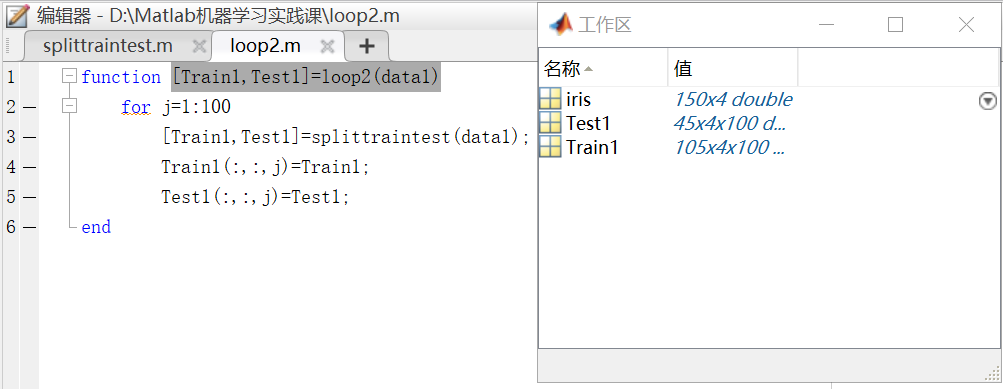 编辑器 - D:\Matlab机器学习实践课\loop2.m
splittraintest.m
loop2.m
1 function [Train1,Test1]=loop2(data1)
2 for j=1:100
3 [Train1,Test1]=splittraintest(data1);
4 Train1(:,:,j)=Train1;
5 Test1(:,:,j)=Test1;
6 end
工作区
名称 值
iris 150x4 double
Test1 45x4x100 d...
Train1 105x4x100 ...